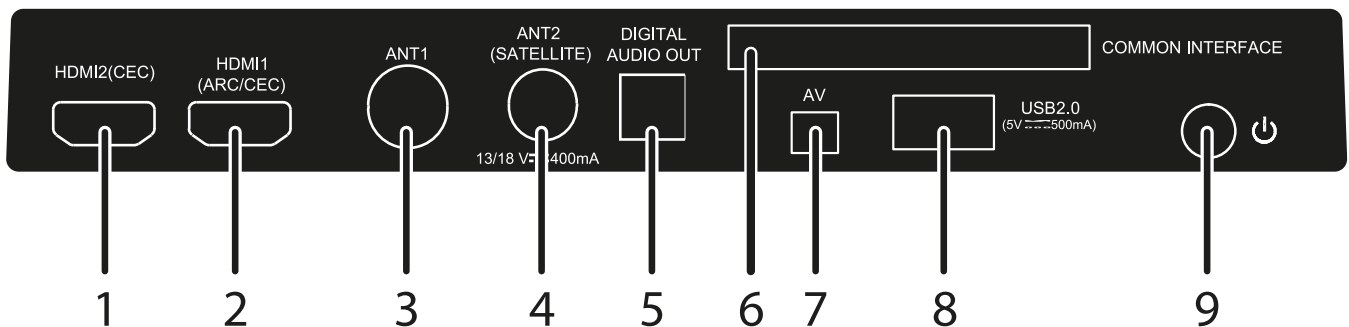 HDMI2(CEC)
HDMI1
(ARC/CEC)
ANT1
ANT2
(SATELLITE)
13/18 V 400mA
DIGITAL
AUDIO OUT
COMMON INTERFACE
AV
USB2.0
(5V 500mA)
1 2 3 4 5 6 7 8 9